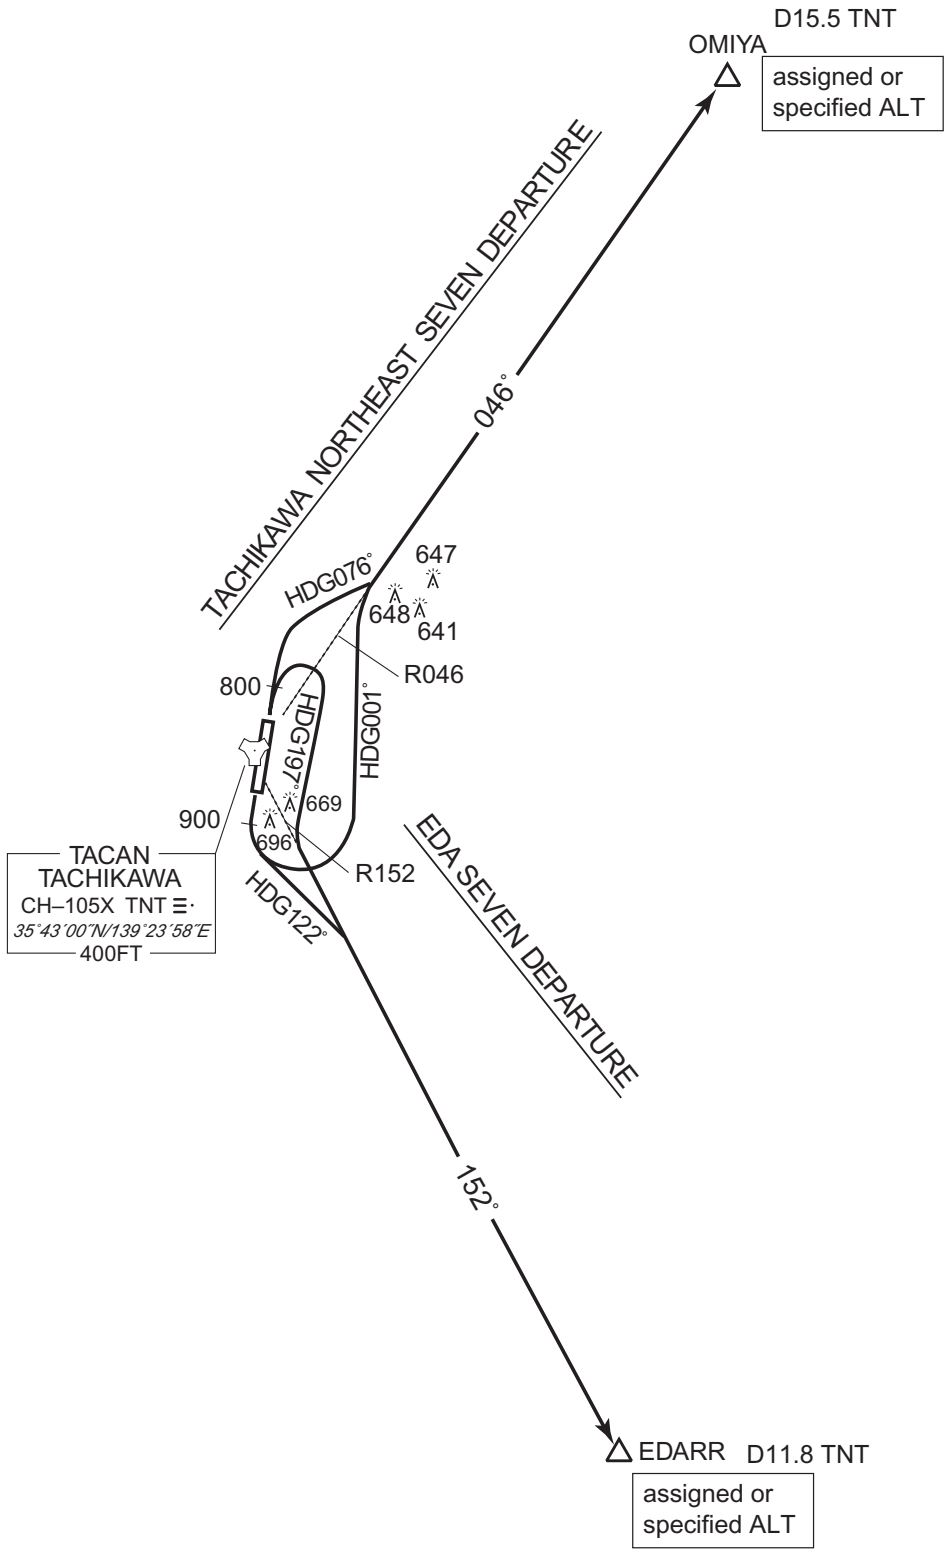 D15.5 TNT
OMIYA
assigned or
specified ALT
TACHIKAWA NORTHEAST SEVEN DEPARTURE
046°
647
HDG076°
648
641
R046
800
HDG197°
HDG001°
669
900
696
EDA SEVEN DEPARTURE
R152
TACAN
TACHIKAWA
CH–105X TNT
35°43´00˝N/139°23´58˝E
400FT
HDG122°
152°
EDARR D11.8 TNT
assigned or
specified ALT